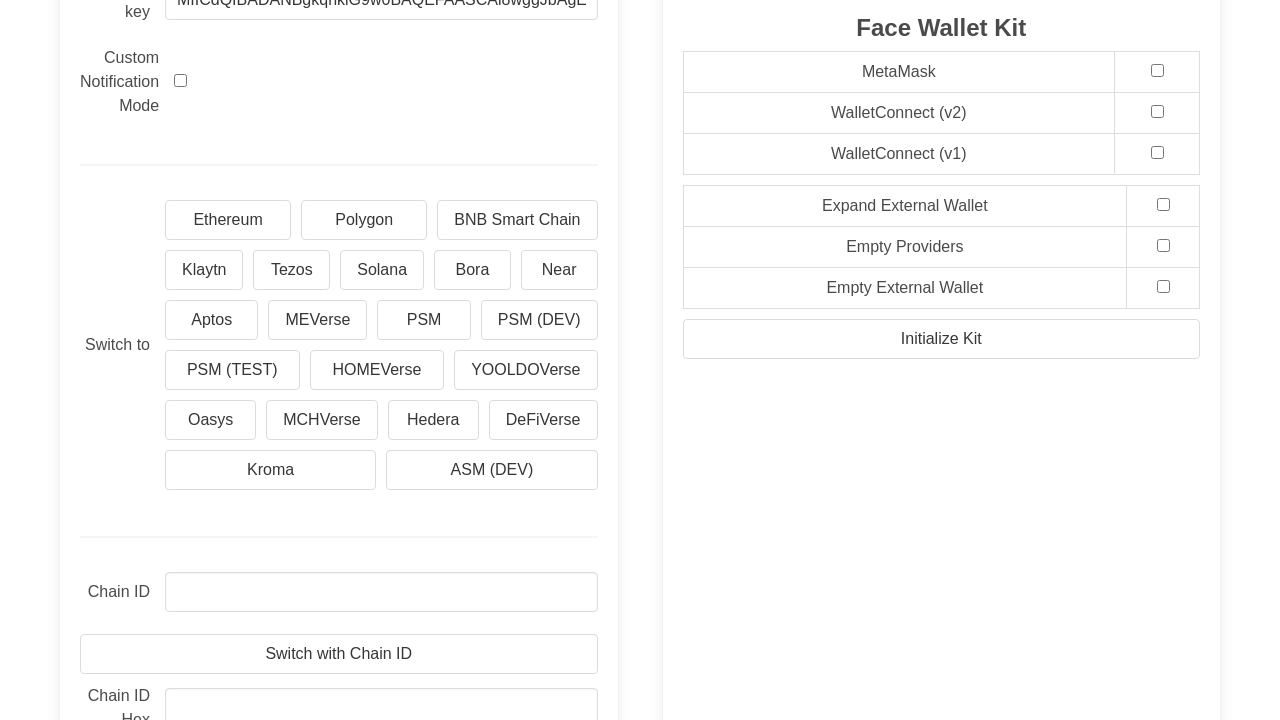 key
Custom
Notification
Mode
Switch to
Ethereum
Polygon
BNB Smart Chain
Klaytn
Tezos
Solana
Bora
Near
Aptos
MEVerse
PSM
PSM (DEV)
PSM (TEST)
HOMEVerse
YOOLDOVerse
Oasys
MCHVerse
Hedera
DeFiVerse
Kroma
ASM (DEV)
Chain ID
Switch with Chain ID
Chain ID
Hex
Face Wallet Kit
MetaMask
WalletConnect (v2)
WalletConnect (v1)
Expand External Wallet
Empty Providers
Empty External Wallet
Initialize Kit